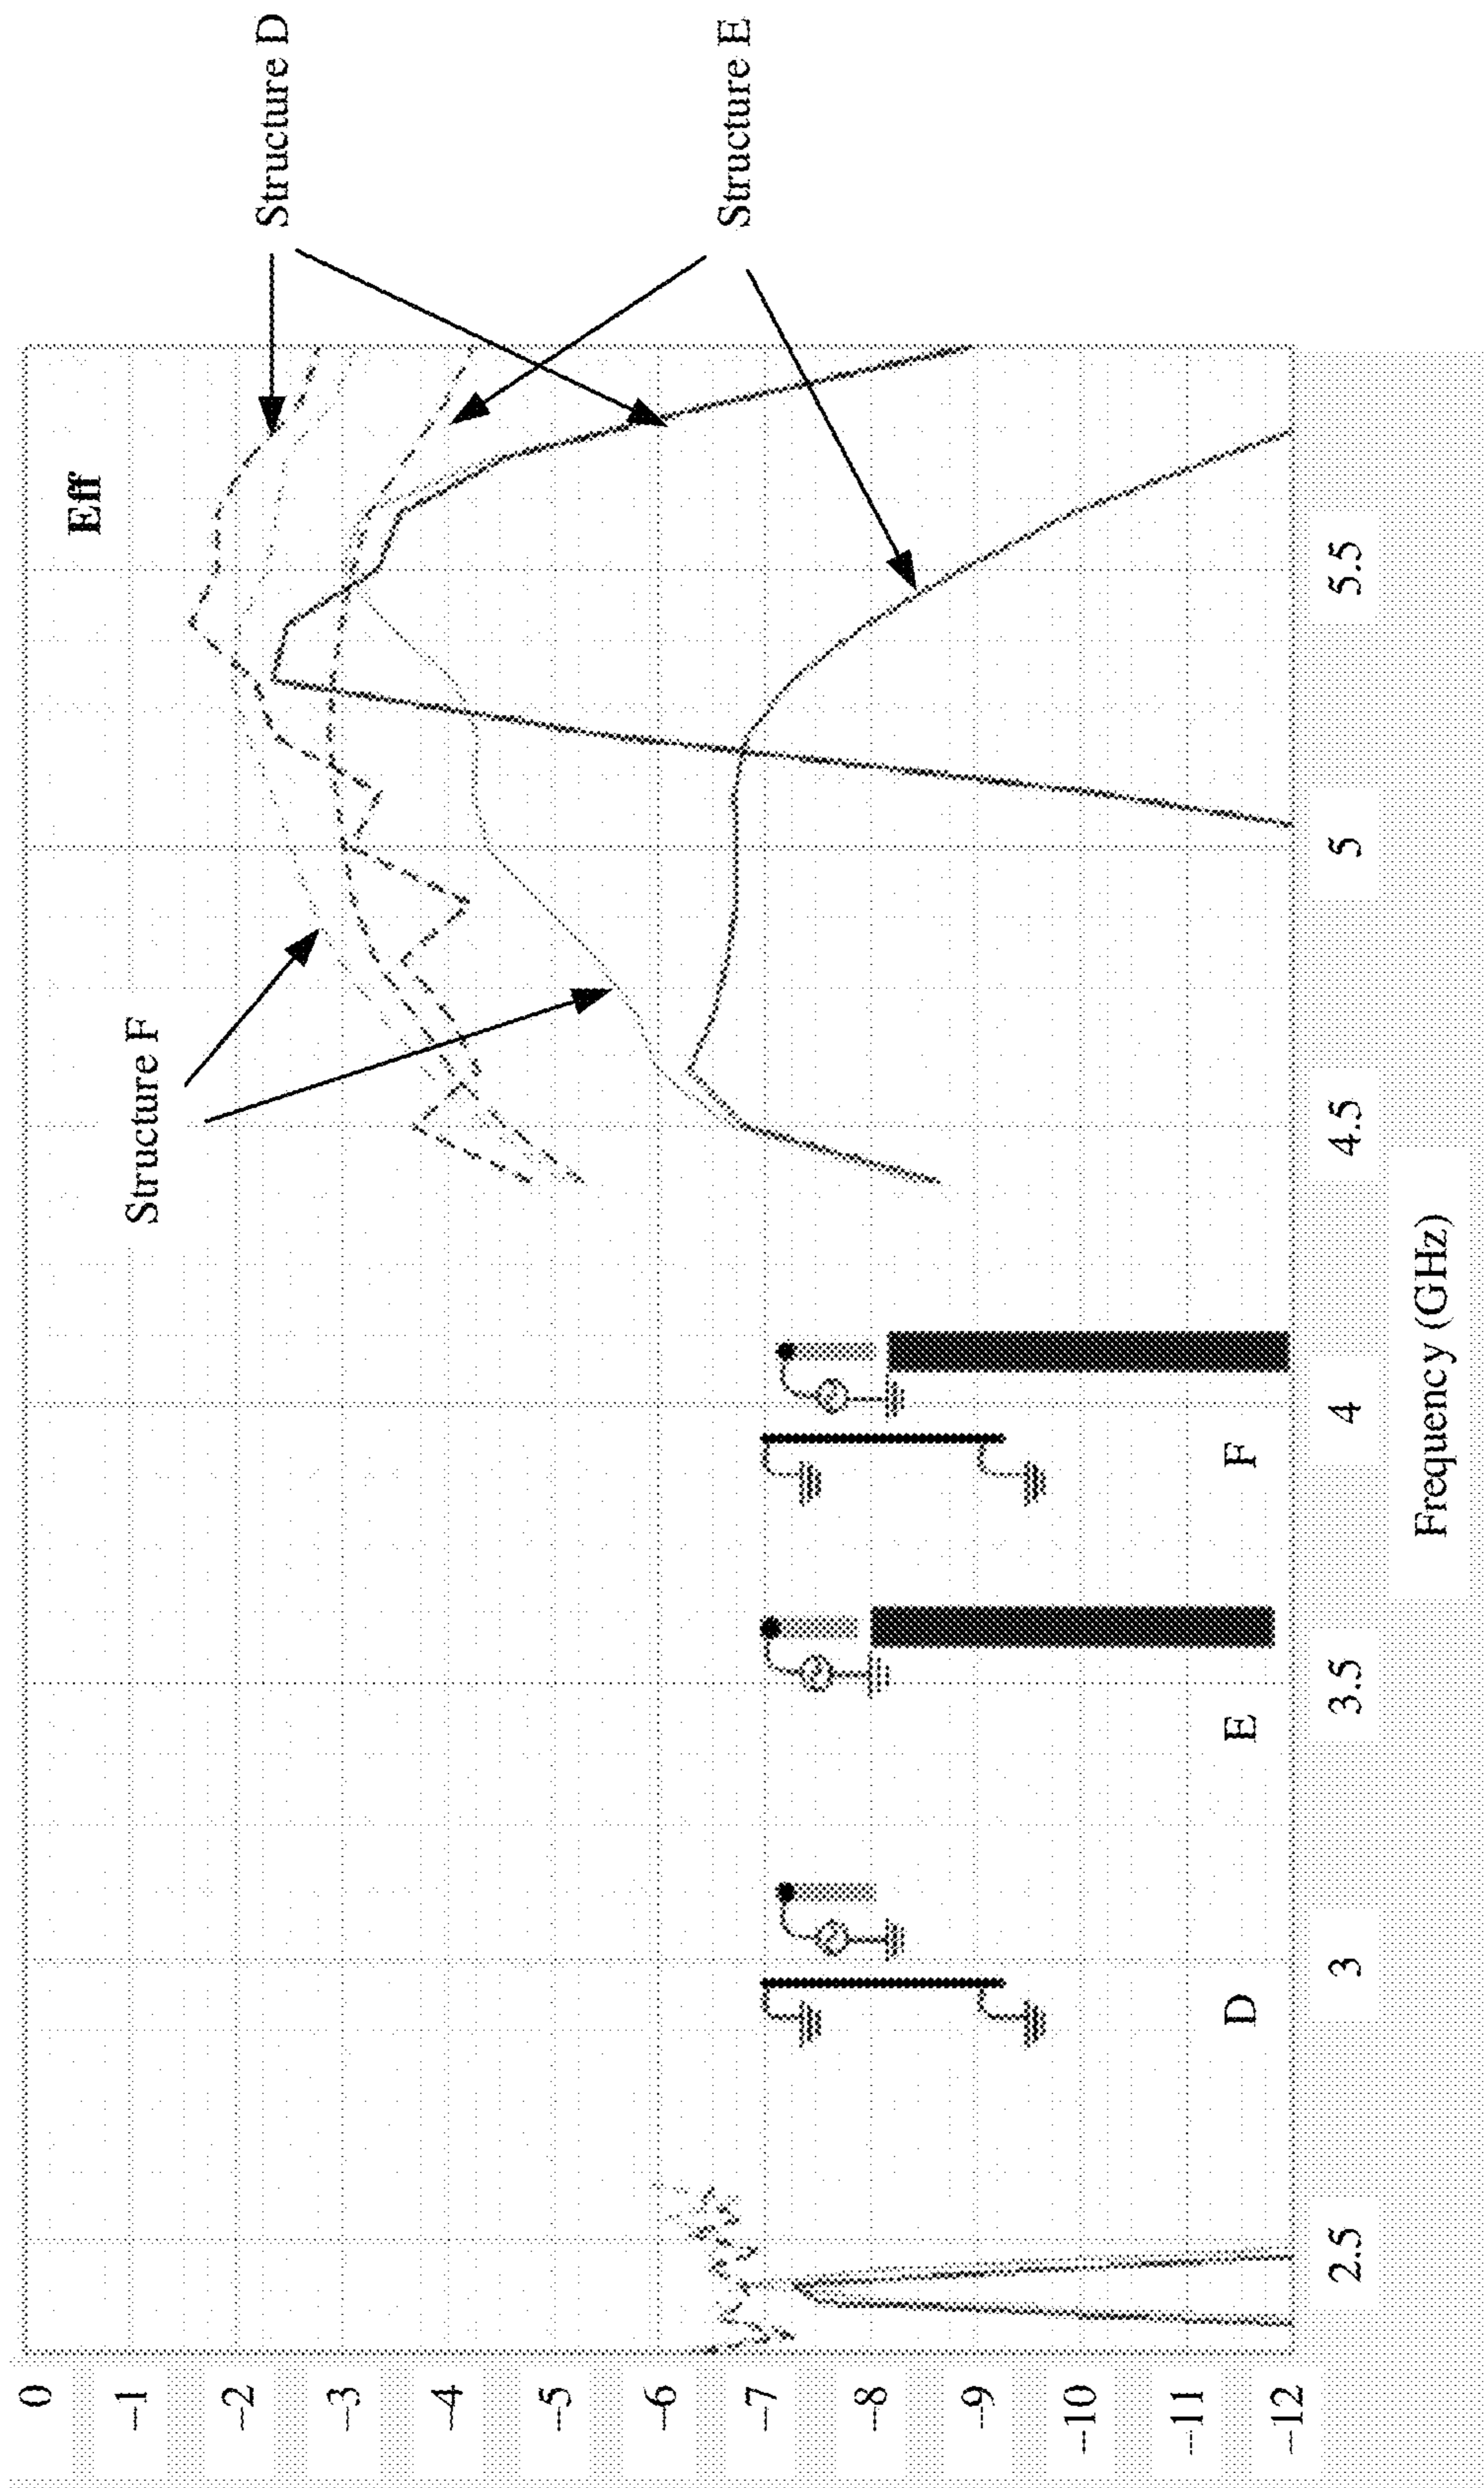 Eff
Structure D
Structure E
Structure F
0
--1
--2
--3
--4
--5
--6
--7
--8
--9
--10
--11
--12
D
E
F
2.5
3
3.5
4
4.5
5
5.5
Frequency (GHz)